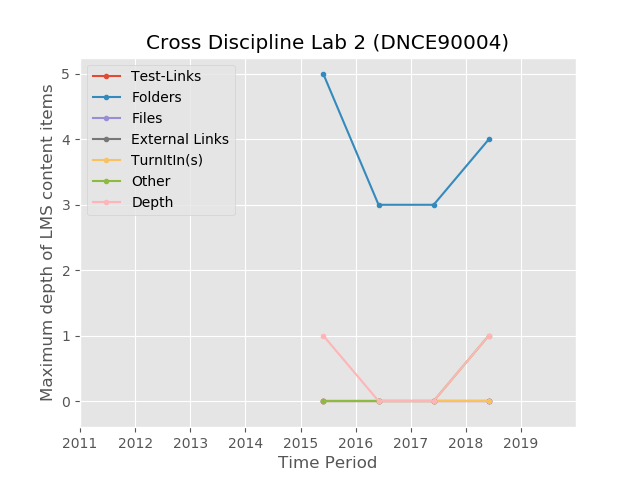 Cross Discipline Lab 2 (DNCE90004)
Test-Links
Folders
Files
External Links
TurnItIn(s)
Other
Depth
Maximum depth of LMS content items
5
4
3
2
1
0
2011 2012 2013 2014 2015 2016 2017 2018 2019
Time Period